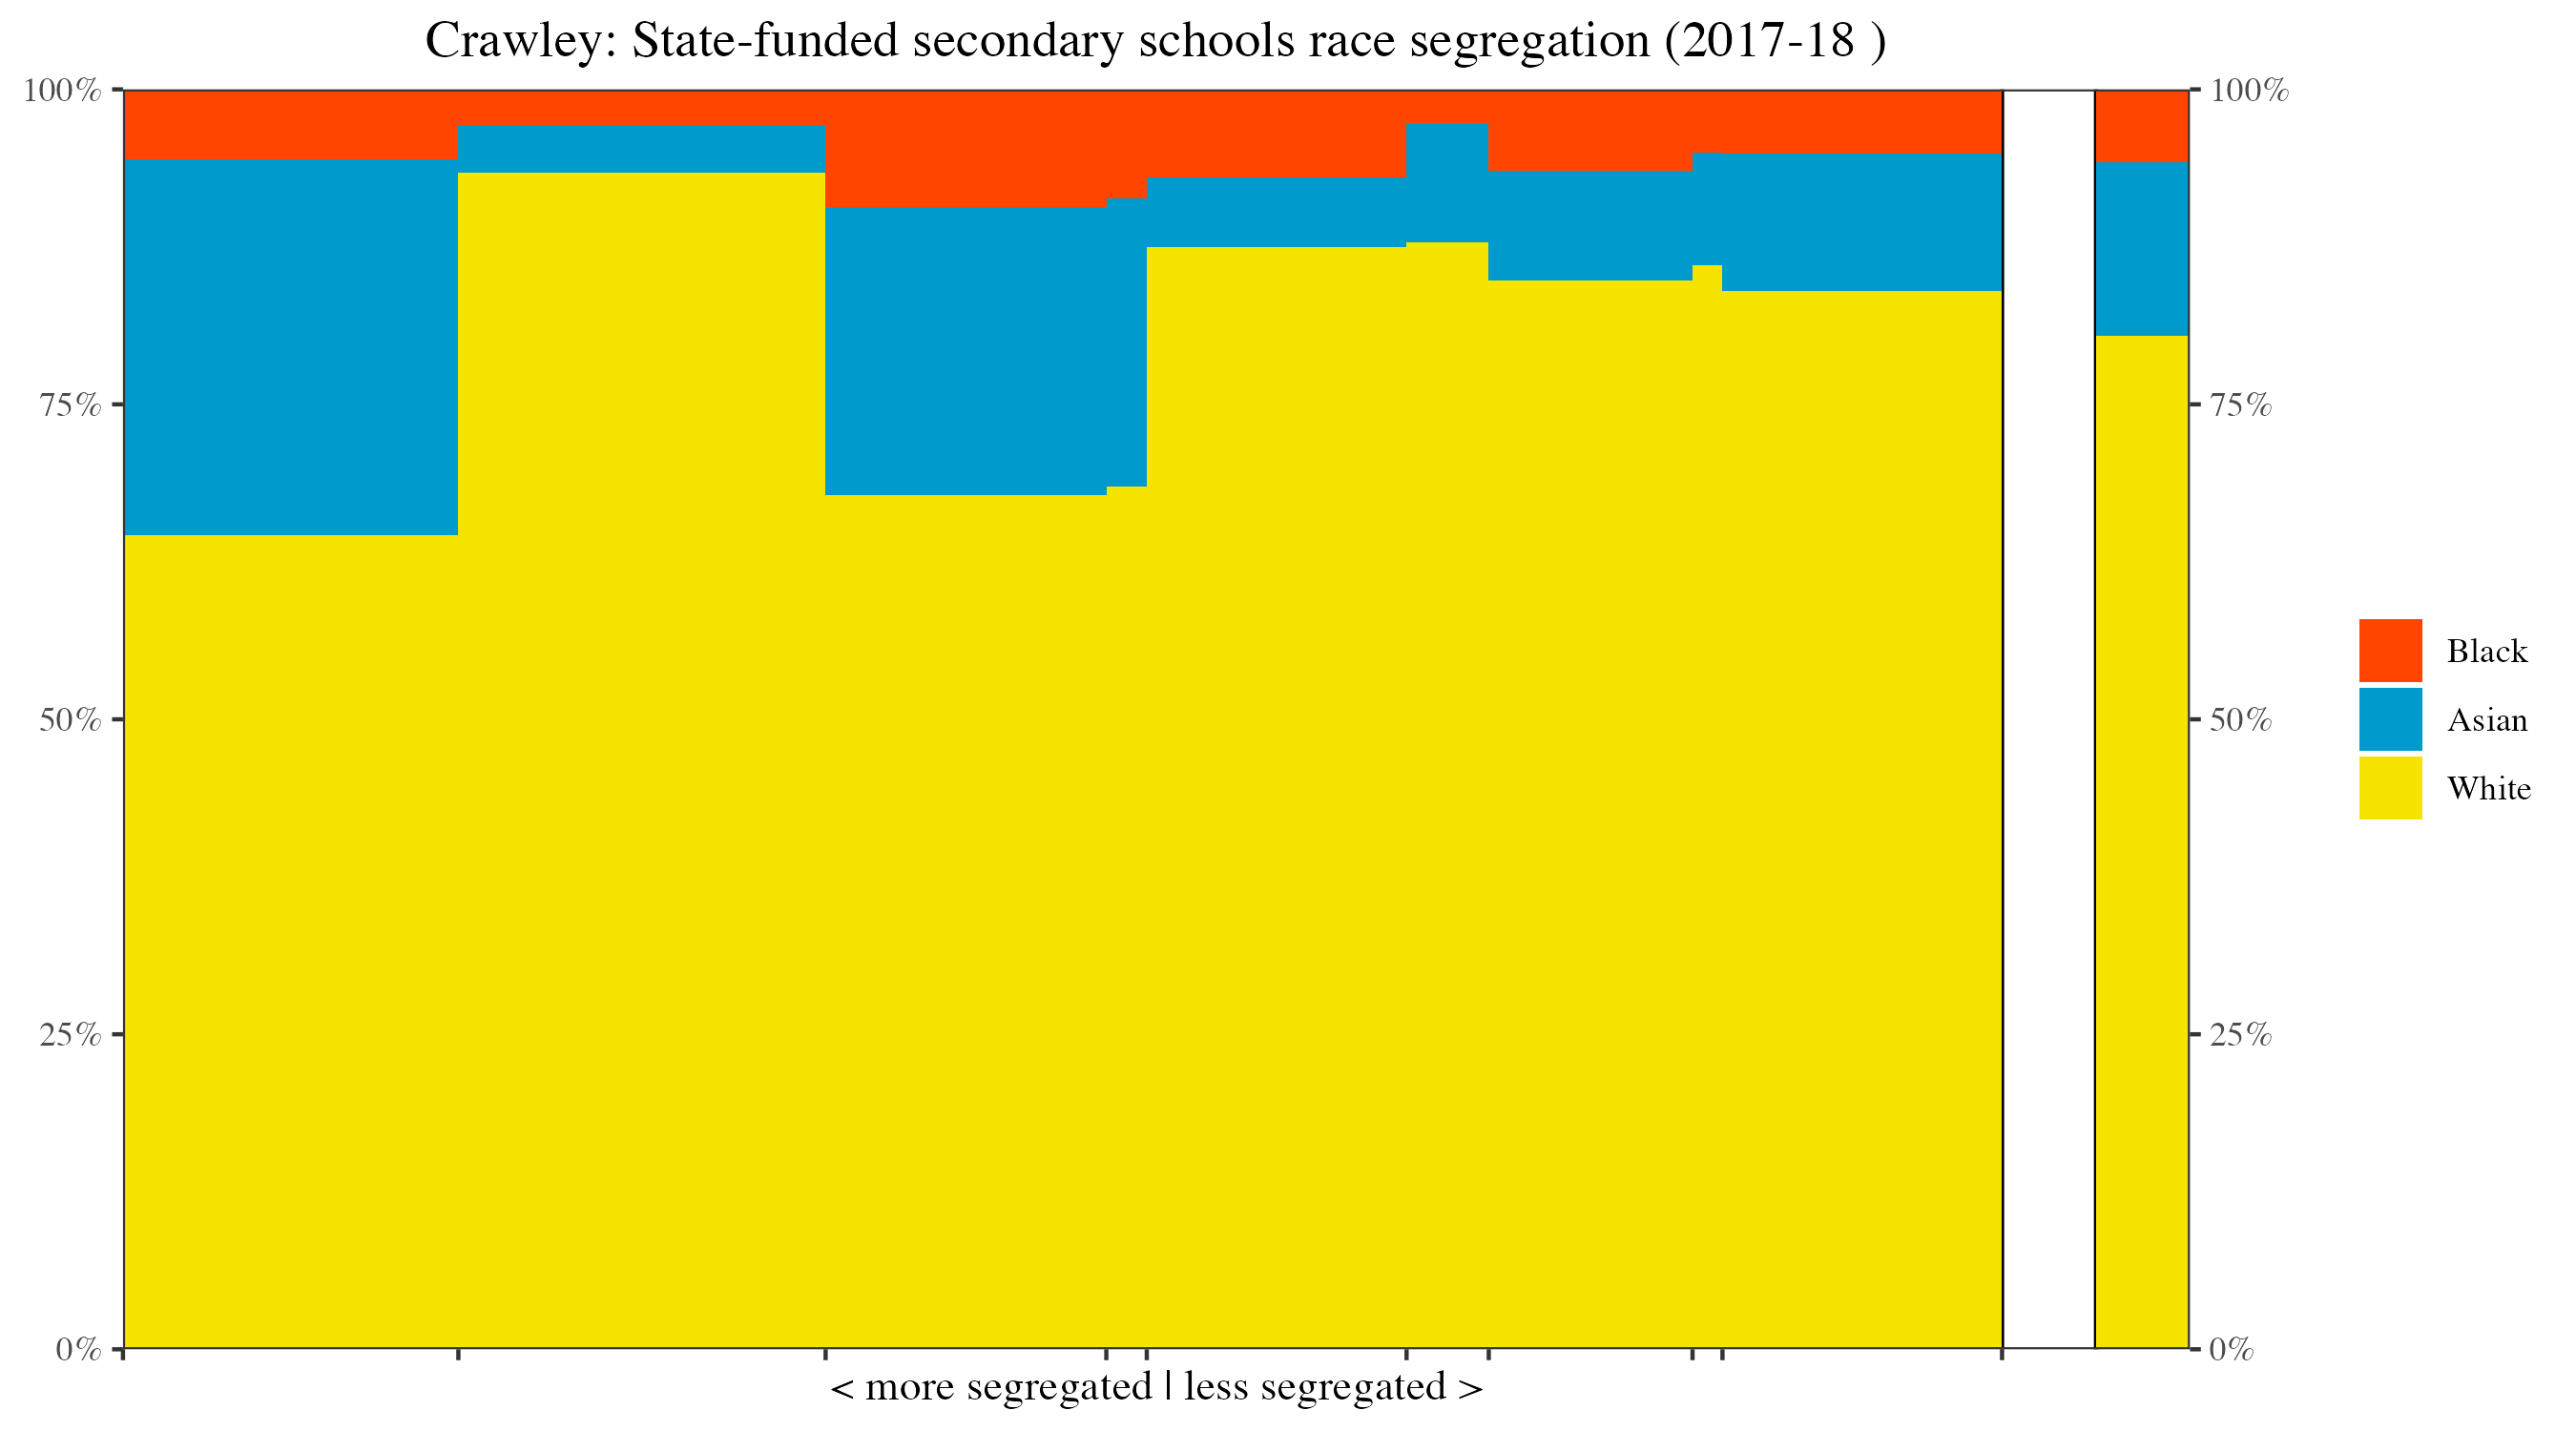 Crawley: State-funded secondary schools race segregation (2017-18 )
100%
75%
50%
25%
0%
100%
75%
50%
25%
0%
< more segregated | less segregated >
Black
Asian
White